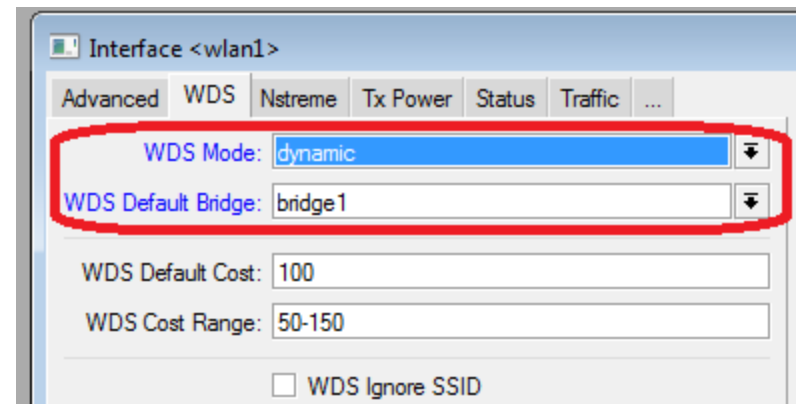 Interface <wlan1>
Advanced WDS Nstreme Tx Power Status Traffic ...
WDS Mode: dynamic
WDS Default Bridge: bridge1
WDS Default Cost: 100
WDS Cost Range: 50-150
WDS Ignore SSID